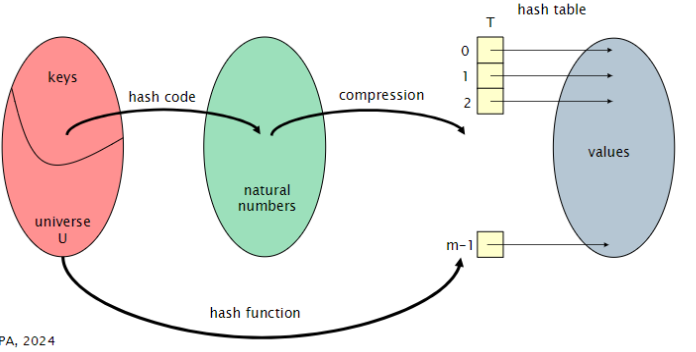 hash table
T
keys
0
1
2
hash code
compression
values
natural
numbers
universe
U
m-1
hash function
PA, 2024